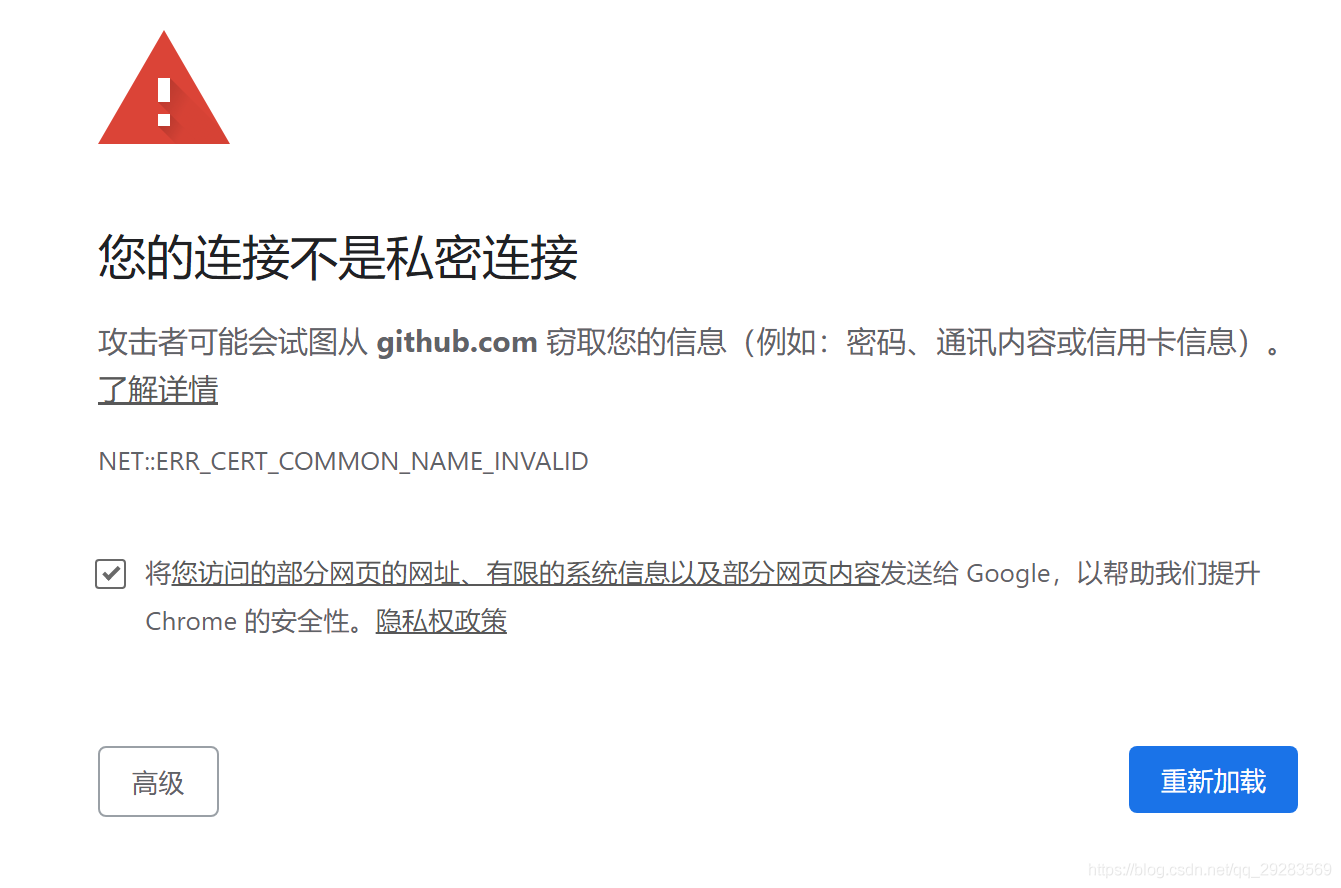 您的连接不是私密连接
攻击者可能会试图从 github.com 窃取您的信息（例如：密码、通讯内容或信用卡信息）。
了解详情
NET::ERR_CERT_COMMON_NAME_INVALID
将您访问的部分网页的网址、有限的系统信息以及部分网页内容发送给 Google，以帮助我们提升
Chrome 的安全性。隐私权政策
高级
重新加载
https://blog.csdn.net/qq_29283569